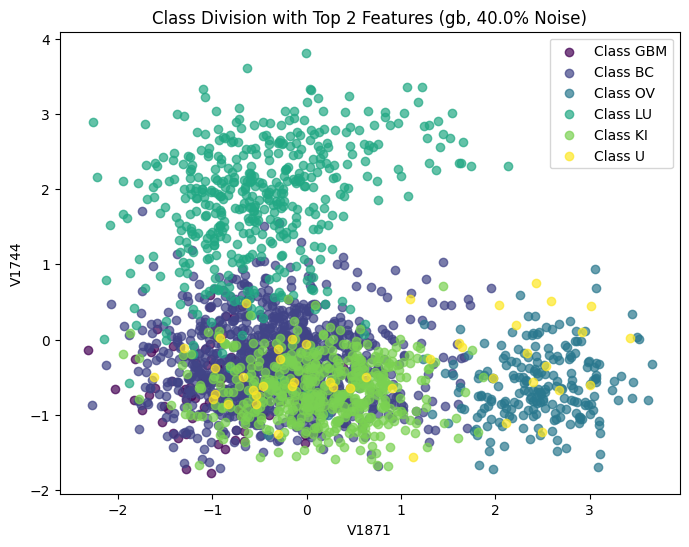 Class Division with Top 2 Features (gb, 40.0% Noise)
Class GBM
Class BC
Class OV
Class LU
Class KI
Class U
4
3
2
1
0
−1
−2
V1744
−2
−1
0
1
2
3
V1871